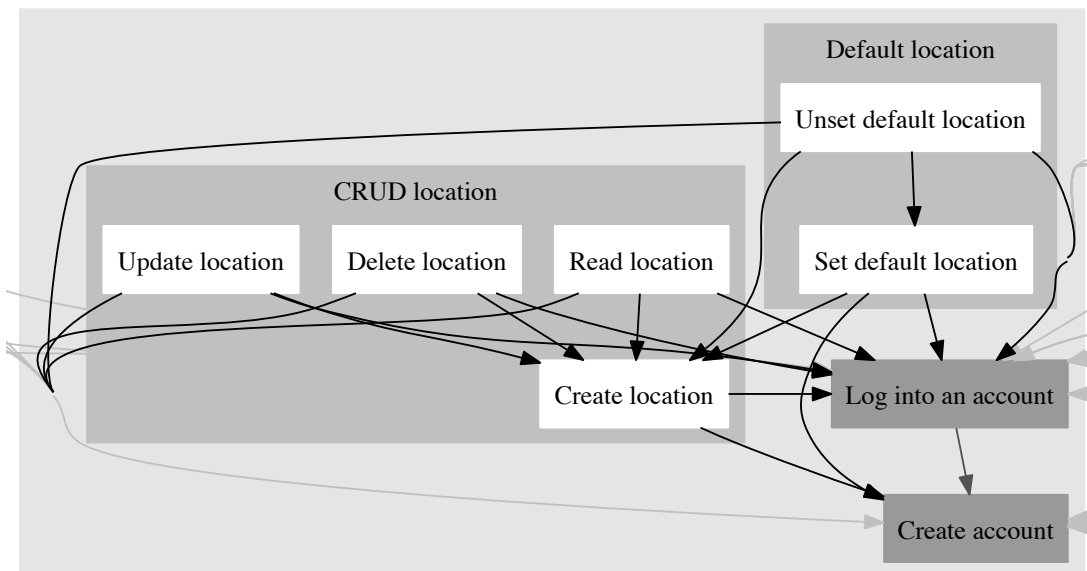 Default location
Unset default location
CRUD location
Update location
Delete location
Read location
Set default location
Create location
Log into an account
Create account